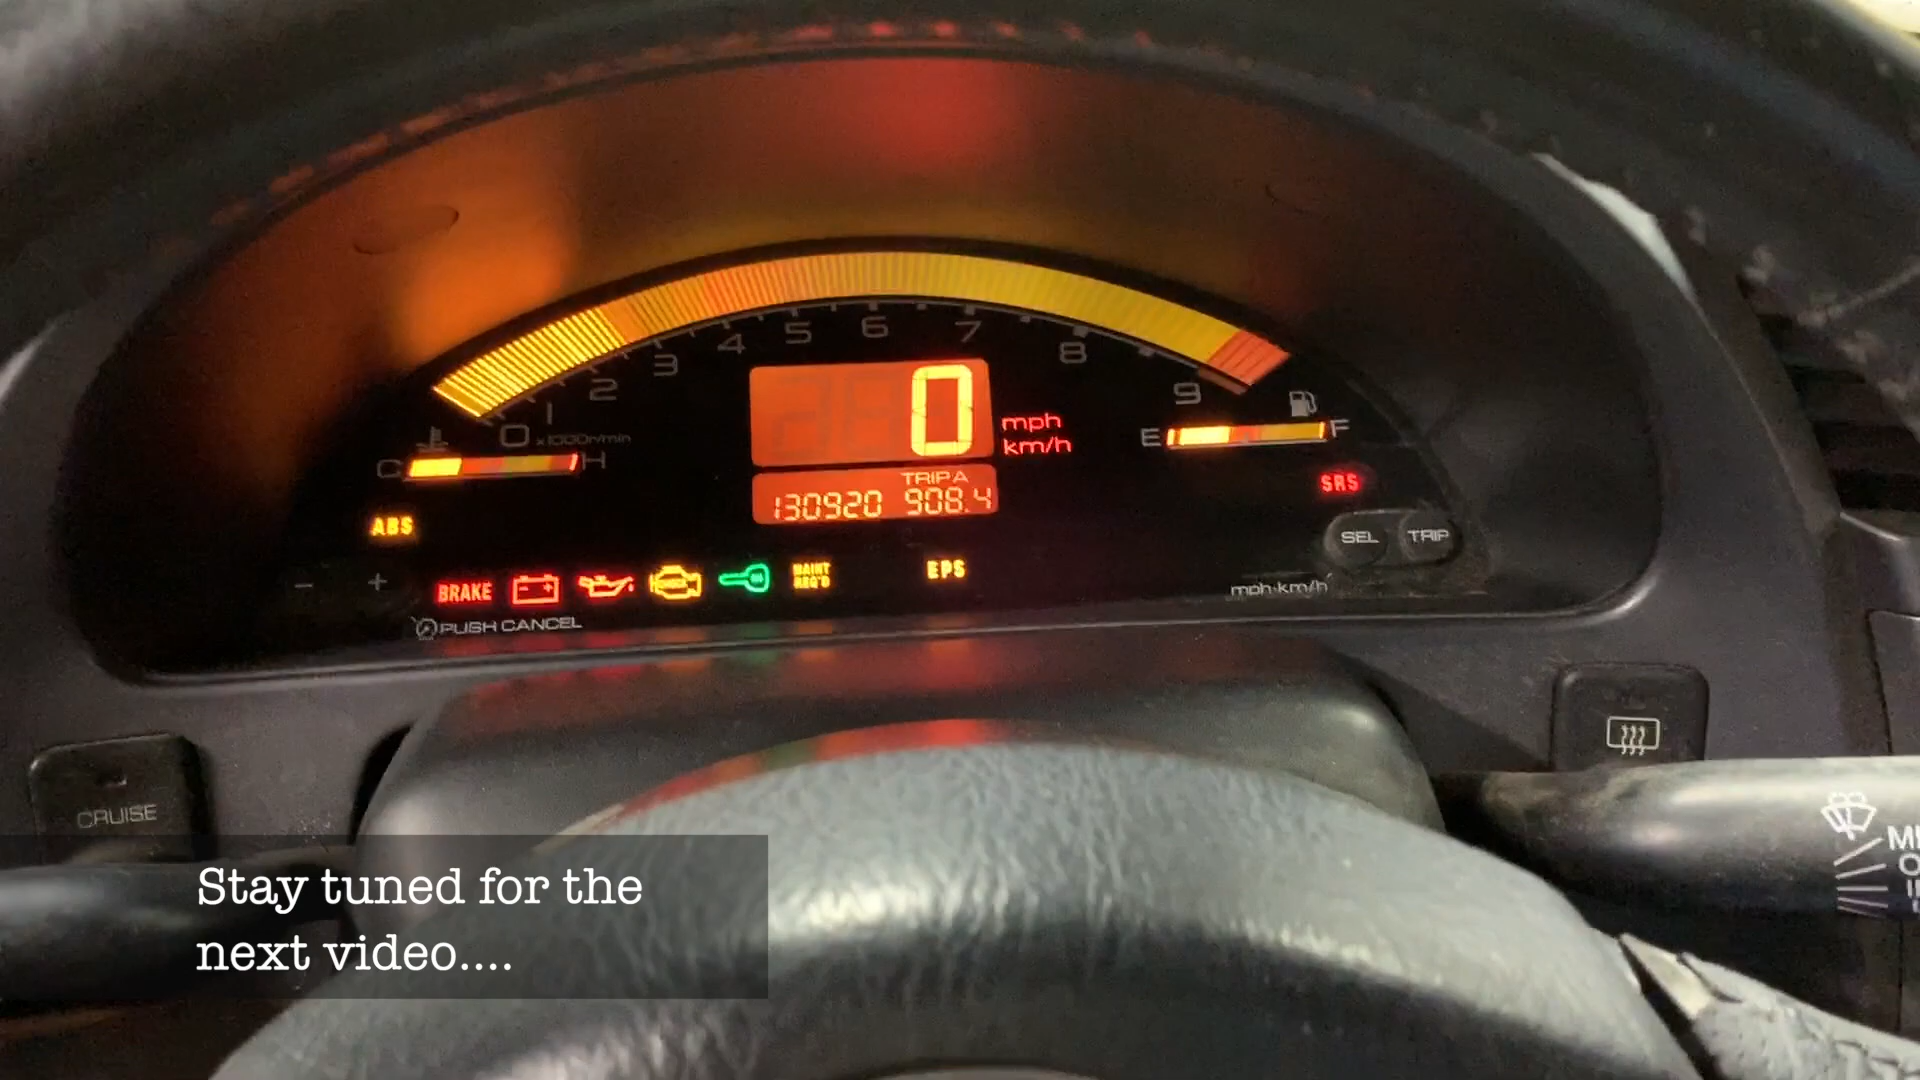 0 1 2 3 4 5 6 7 8 9
x1000r/min
0
mph
km/h
C H
E F
TRIP A
130920 908.4
SRS
ABS
SEL TRIP
- +
BRAKE
CHECK
MAINT
REQ'D
EPS
mph·km/h
PUSH CANCEL
CRUISE
Stay tuned for the
next video....